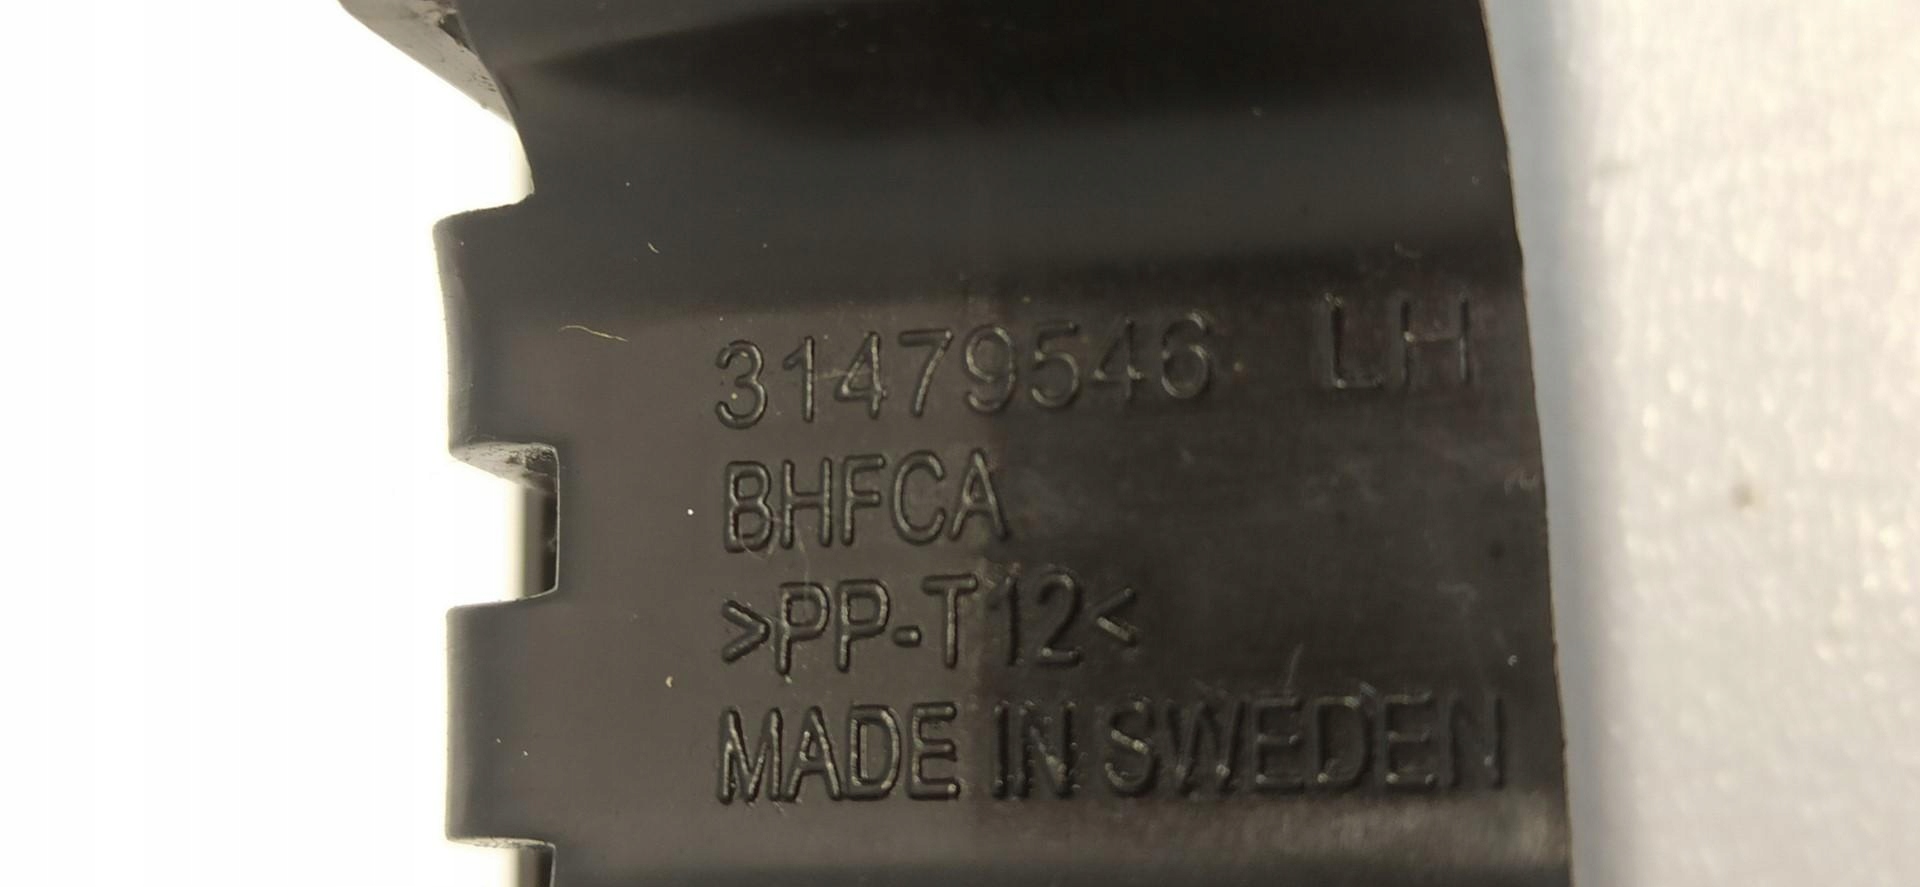 31479546 LH
BHFCA
>PP-T12<
MADE IN SWEDEN